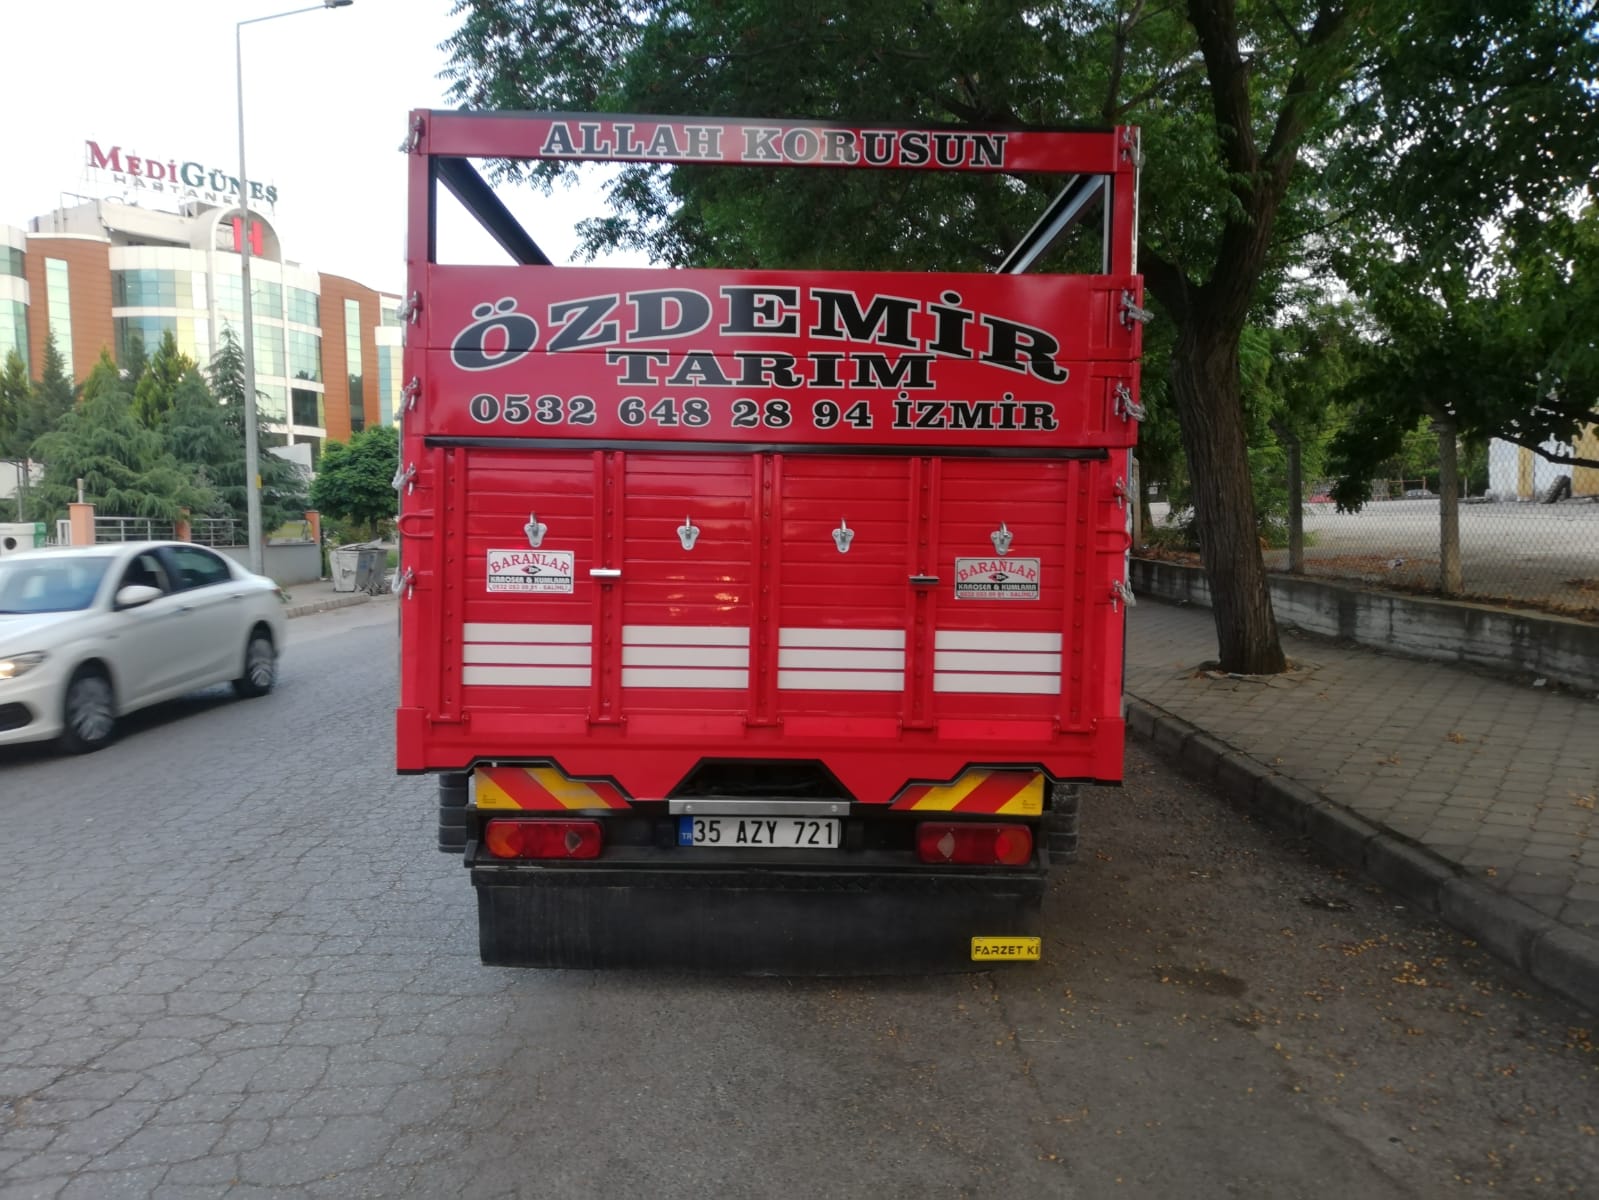 ALLAH KORUSUN
MEDİGÜNEŞ
HASTANESİ
H
ÖZDEMİR
TARIM
0532 648 28 94 İZMİR
BARANLAR
KAROSER & KUMLAMA
BARANLAR
KAROSER & KUMLAMA
TR 35 AZY 721
FARZET Kİ